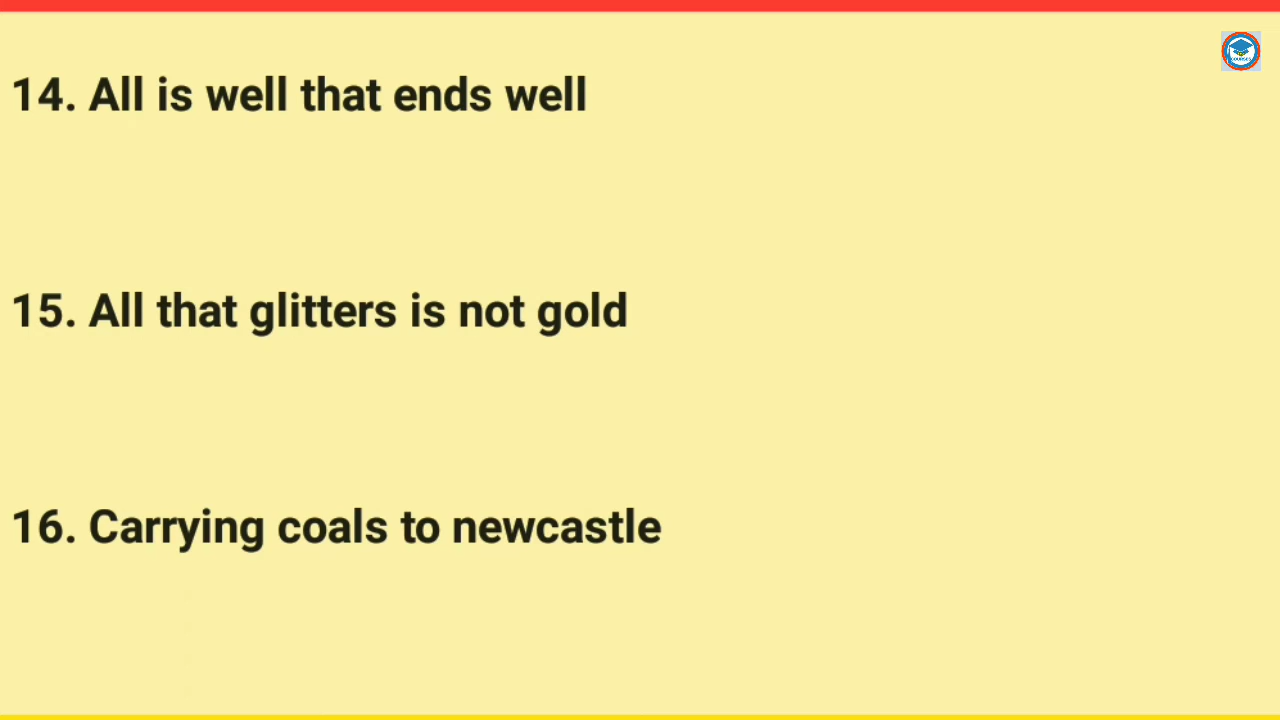 14. All is well that ends well
15. All that glitters is not gold
16. Carrying coals to newcastle
COURSES